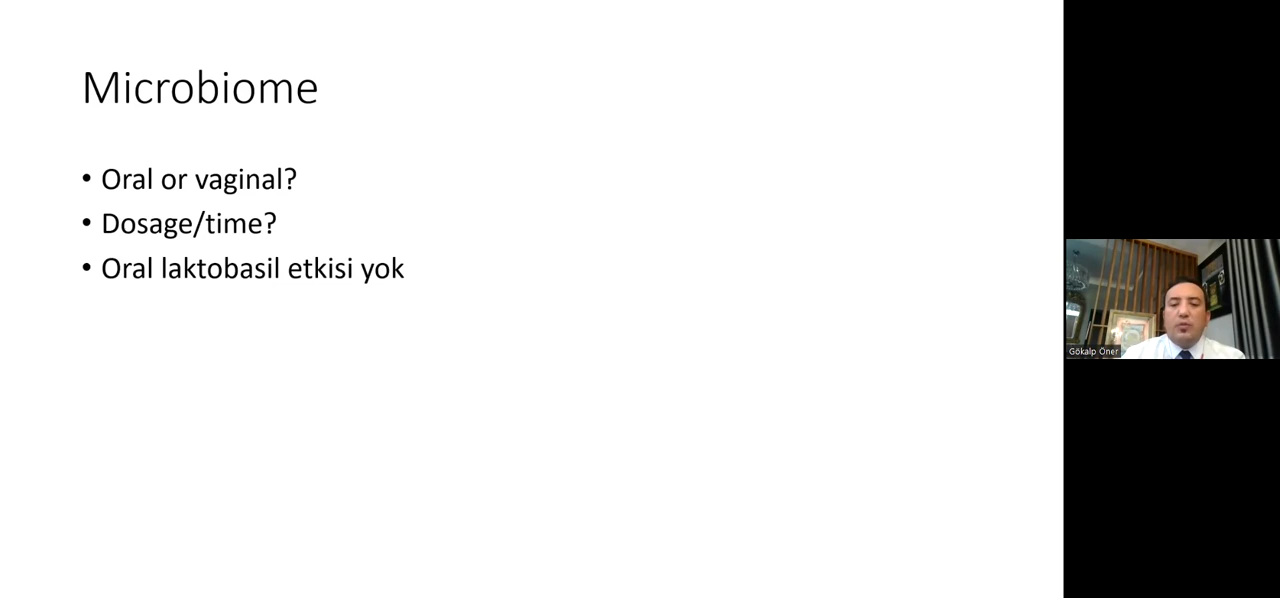 Microbiome
• Oral or vaginal?
• Dosage/time?
• Oral laktobasil etkisi yok
Gökalp Öner